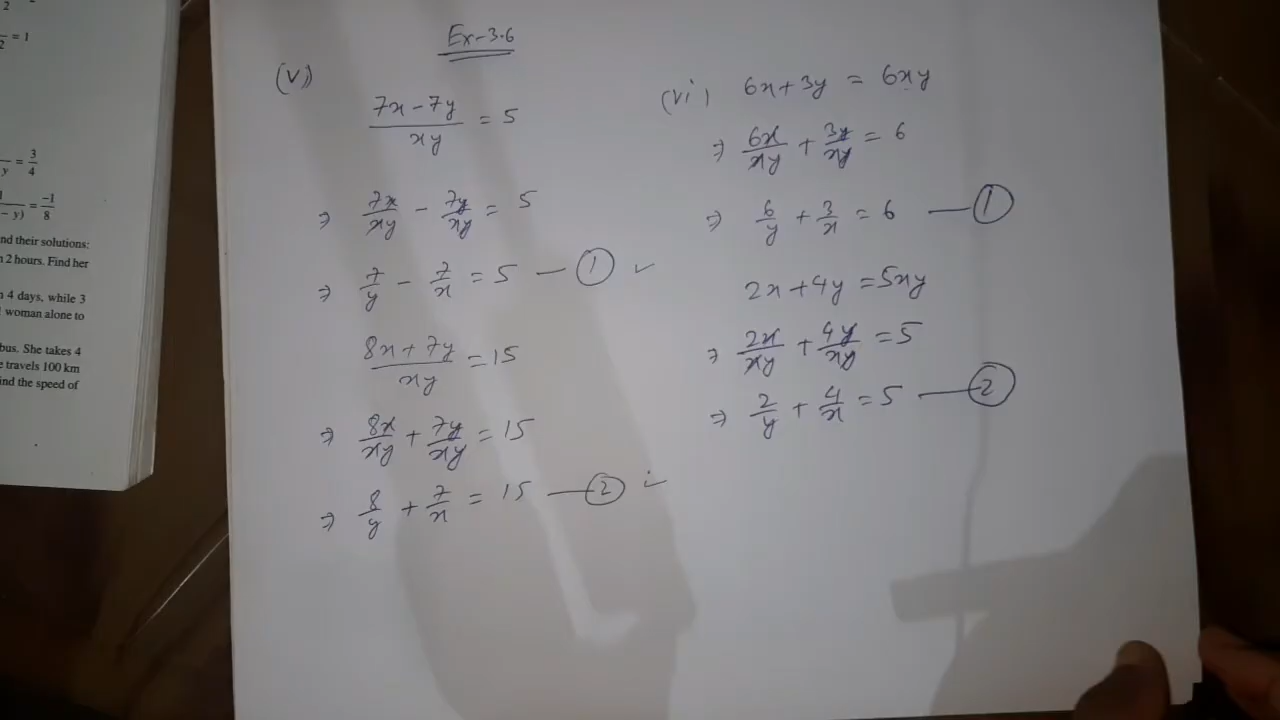 2
2 = 1
y = 3/4
- y) = -1/8
nd their solutions:
2 hours. Find her
4 days, while 3
woman alone to
bus. She takes 4
e travels 100 km
ind the speed of
Ex-3.6
(v)
7x-7y/xy = 5
⇒ 7x/xy - 7y/xy = 5
⇒ 7/y - 7/x = 5 — ①
8x+7y/xy = 15
⇒ 8x/xy + 7y/xy = 15
⇒ 8/y + 7/x = 15 — ②
(vi) 6x+3y = 6xy
⇒ 6x/xy + 3y/xy = 6
⇒ 6/y + 3/x = 6 — ①
2x+4y = 5xy
⇒ 2x/xy + 4y/xy = 5
⇒ 2/y + 4/x = 5 — ②